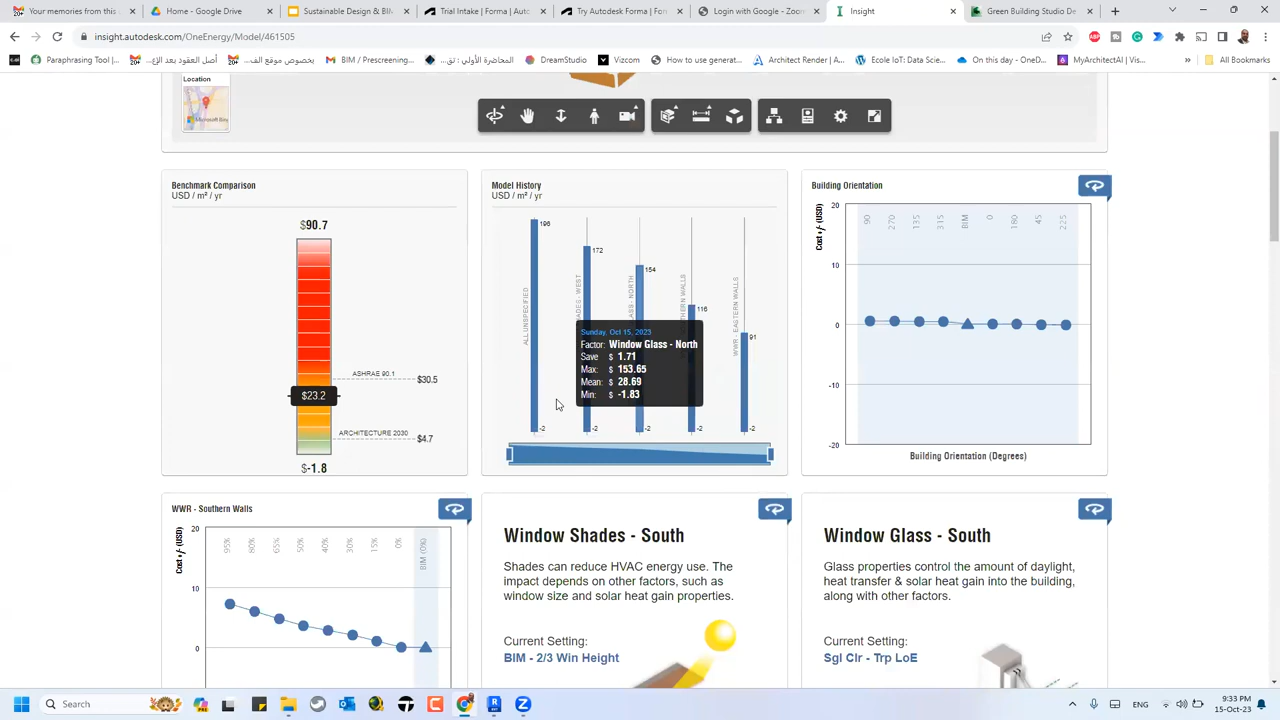 Your memories from this
Home - Google Drive
Sustainable Design & BIM
Trial Intake | Forma | Auto
Try Autodesk Forma | Fo
Login with Google - Zoom
Insight
Green Building Studio De
insight.autodesk.com/OneEnergy/Model/461505
Paraphrasing Tool |
أصل العقود بعد الإع...
BIM / Prescreening...
بخصوص موقع الف...
المحاضرة الأولى : تق...
DreamStudio
Vizcom
How to use generat...
Architect Render | A...
Ecole IoT: Data Scie...
On this day - OneD...
MyArchitectAI | Vis...
»
All Bookmarks
Location
Microsoft Bing
Benchmark Comparison
USD / m² / yr
$90.7
ASHRAE 90.1
$30.5
$23.2
ARCHITECTURE 2030
$4.7
$-1.8
Model History
USD / m² / yr
196
172
154
116
91
ALL UNSPECIFIED
WWR - EASTERN WALLS
Sunday, Oct 15, 2023
Factor: Window Glass - North
Save $ 1.71
Max: $ 153.65
Mean: $ 28.69
Min: $ -1.83
-2
-2
-2
-2
-2
Building Orientation
Cost +/- (USD)
20
10
0
-10
-20
90
270
135
315
BIM
0
180
45
225
Building Orientation (Degrees)
WWR - Southern Walls
Cost +/- (USD)
20
10
0
95%
80%
65%
50%
40%
30%
15%
0%
BIM (0%)
Window Shades - South
Shades can reduce HVAC energy use. The
impact depends on other factors, such as
window size and solar heat gain properties.
Current Setting:
BIM - 2/3 Win Height
Window Glass - South
Glass properties control the amount of daylight,
heat transfer & solar heat gain into the building,
along with other factors.
Current Setting:
Sgl Clr - Trp LoE
Search
ENG
9:33 PM
15-Oct-23